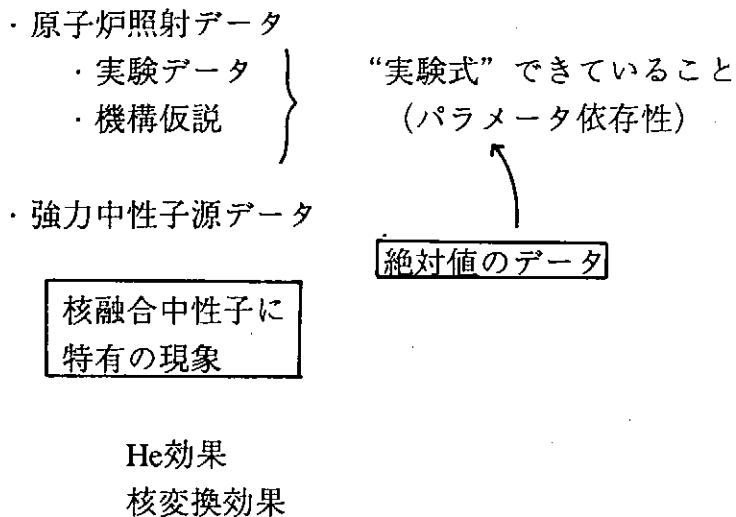 ・原子炉照射データ
・実験データ
・機構仮説
“実験式”できていること
(パラメータ依存性)
・強力中性子源データ
絶対値のデータ
核融合中性子に
特有の現象
He効果
核変換効果